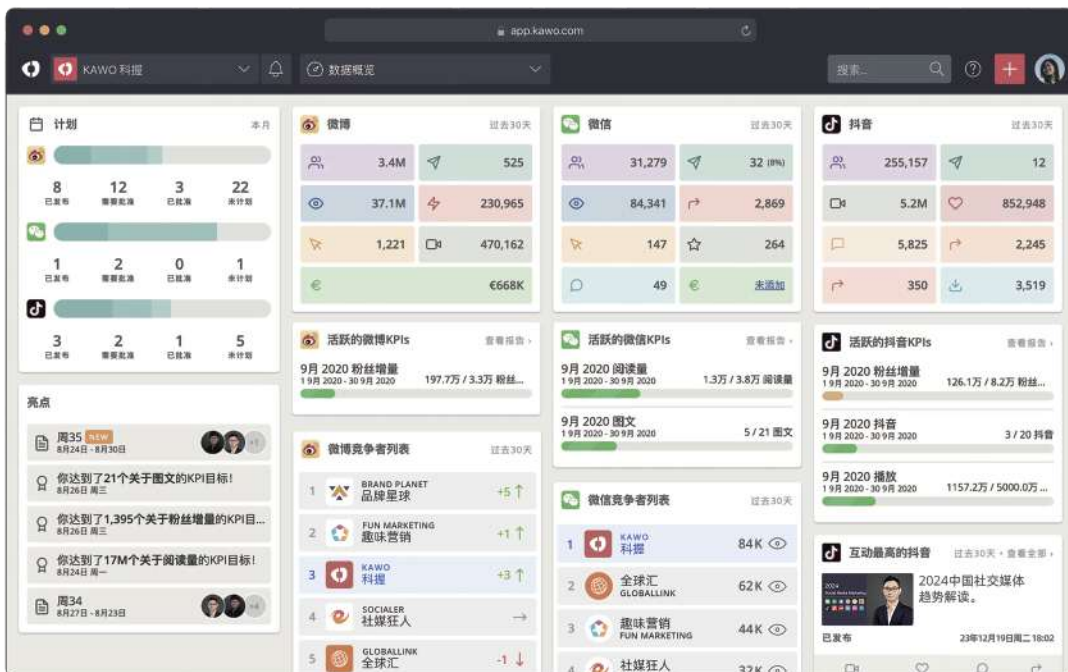 app.kawo.com
KAWO 科握
数据概览
搜索...
计划
本月
8 12 3 22
已发布 需要批准 已批准 未计划
1 2 0 1
已发布 需要批准 已批准 未计划
3 2 1 5
已发布 需要批准 已批准 未计划
亮点
周35 NEW
8月24日 - 8月30日
你达到了21个关于图文的KPI目标!
8月26日 周三
你达到了1,395个关于粉丝增量的KPI目...
8月26日 周三
你达到了17M个关于阅读量的KPI目标!
8月24日 周一
周34
8月27日 - 8月23日
+4
微博
过去30天
3.4M 525
37.1M 230,965
1,221 470,162
€668K
活跃的微博KPIs
查看报告 ›
9月 2020 粉丝增量
1 9月 2020 - 30 9月 2020
197.7万 / 3.3万 粉丝...
微博竞争者列表
过去30天
1 BRAND PLANET
品牌星球
+5 ↑
2 FUN MARKETING
趣味营销
+1 ↑
3 KAWO
科握
+3 ↑
4 SOCIALER
社媒狂人
→
5 GLOBALLINK
全球汇
-1 ↓
微信
过去30天
31,279 32 (8%)
84,341 2,869
147 264
49 € 未添加
活跃的微信KPIs
查看报告 ›
9月 2020 阅读量
1 9月 2020 - 30 9月 2020
1.3万 / 3.8万 阅读量
9月 2020 图文
1 9月 2020 - 30 9月 2020
5 / 21 图文
微信竞争者列表
过去30天
1 KAWO
科握
84K
2 全球汇
GLOBALLINK
62K
3 趣味营销
FUN MARKETING
44K
4 社媒狂人
32K
抖音
过去30天
255,157 12
5.2M 852,948
5,825 2,245
350 3,519
活跃的抖音KPIs
查看报告 ›
9月 2020 粉丝增量
1 9月 2020 - 30 9月 2020
126.1万 / 8.2万 粉丝...
9月 2020 抖音
1 9月 2020 - 30 9月 2020
3 / 20 抖音
9月 2020 播放
1 9月 2020 - 30 9月 2020
1157.2万 / 5000.0万 ...
互动最高的抖音
过去30天 • 查看全部 ›
2024
2024中国社交媒体
趋势解读。
已发布
23年12月19日周二 18:02